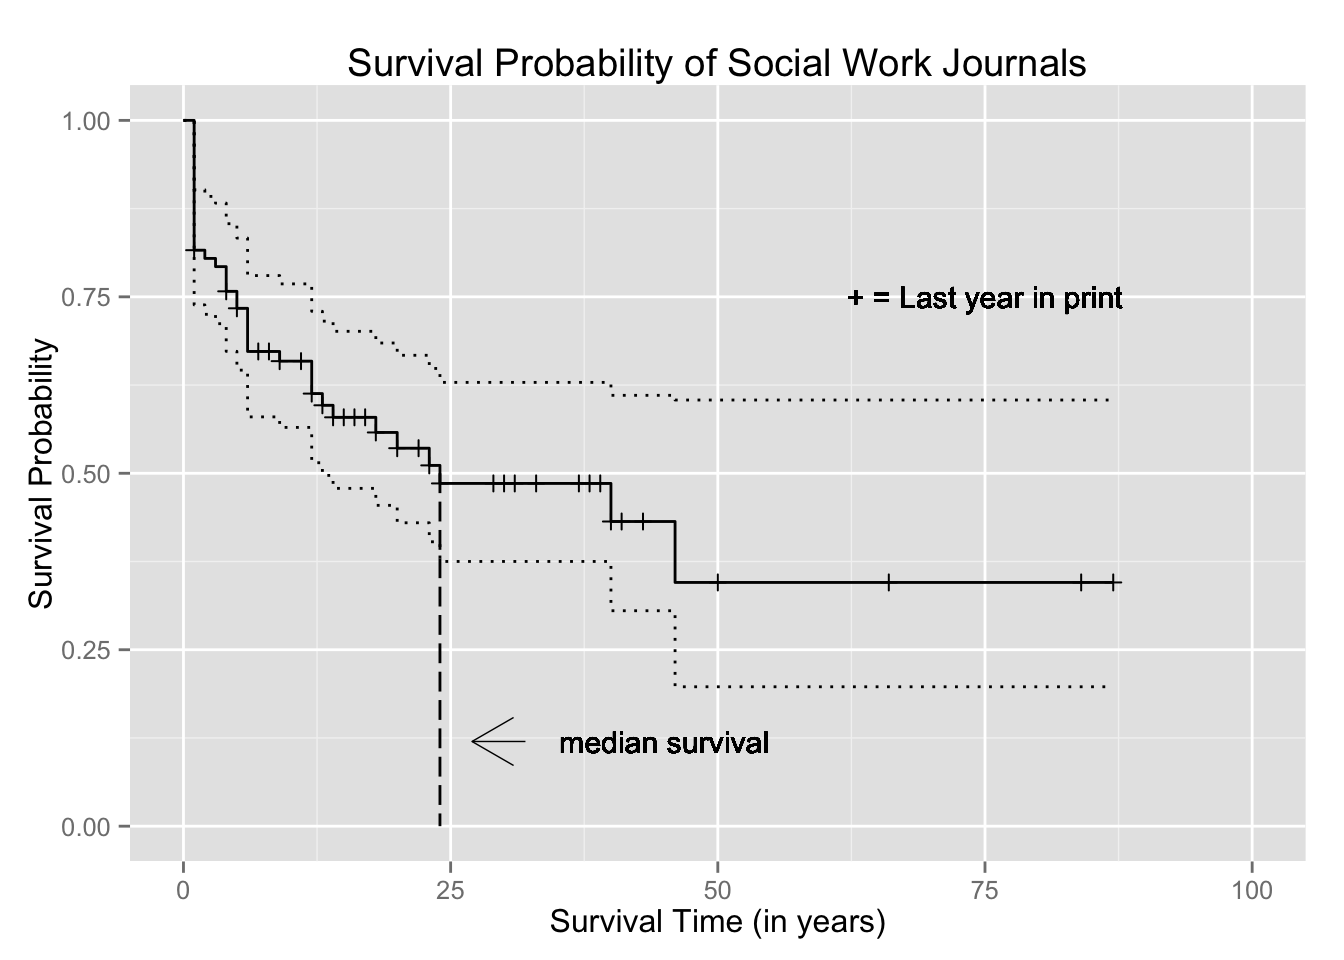 Survival Probability of Social Work Journals
1.00
0.75
0.50
0.25
0.00
Survival Probability
+ = Last year in print
median survival
0 25 50 75 100
Survival Time (in years)